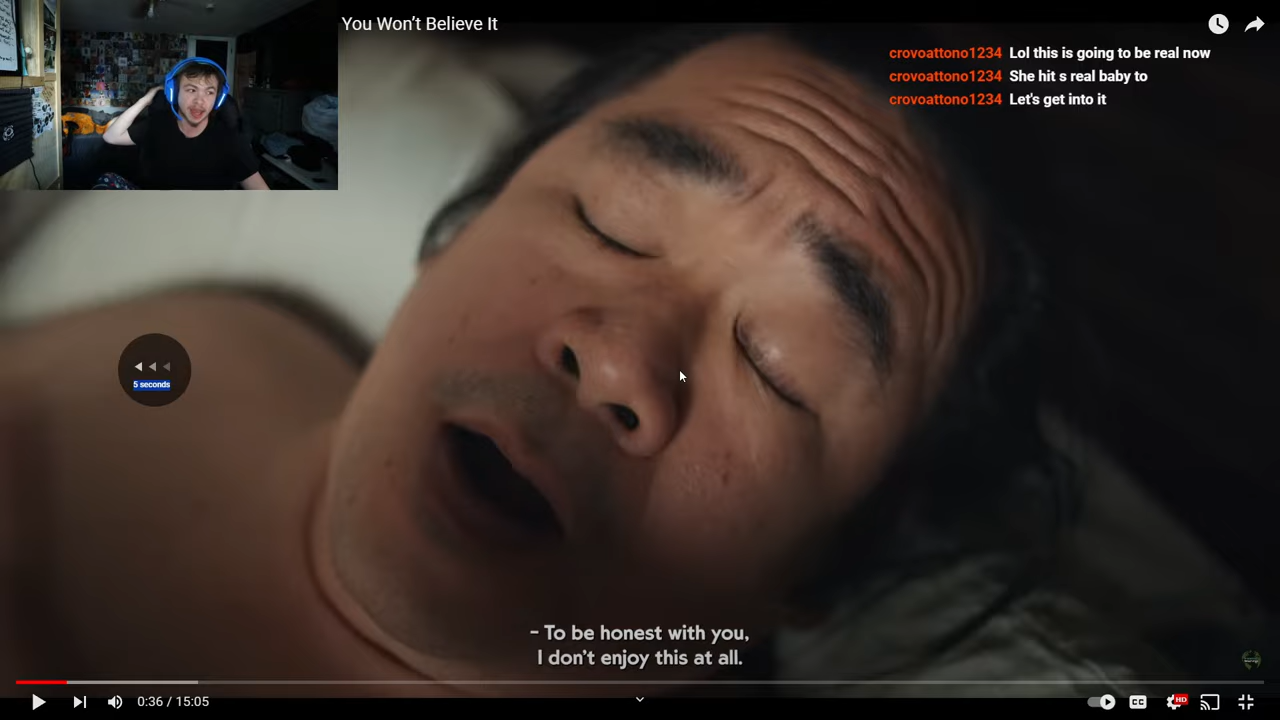 You Won't Believe It
crovoattono1234 Lol this is going to be real now
crovoattono1234 She hit s real baby to
crovoattono1234 Let's get into it
5 seconds
- To be honest with you,
I don't enjoy this at all.
0:36 / 15:05
CC
HD